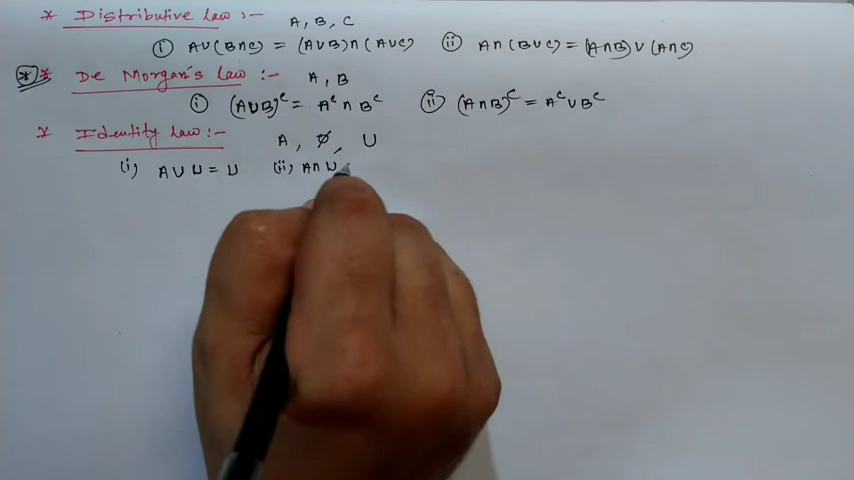 * Distributive Law :- A, B, C
(i) A∪(B∩C) = (A∪B)∩(A∪C) (ii) A∩(B∪C) = (A∩B)∪(A∩C)
* De Morgan's Law :- A, B
(i) (A∪B)ᶜ = Aᶜ∩Bᶜ (ii) (A∩B)ᶜ = Aᶜ∪Bᶜ
* Identity law :- A, ∅, U
(i) A∪U = U (ii) A∩U